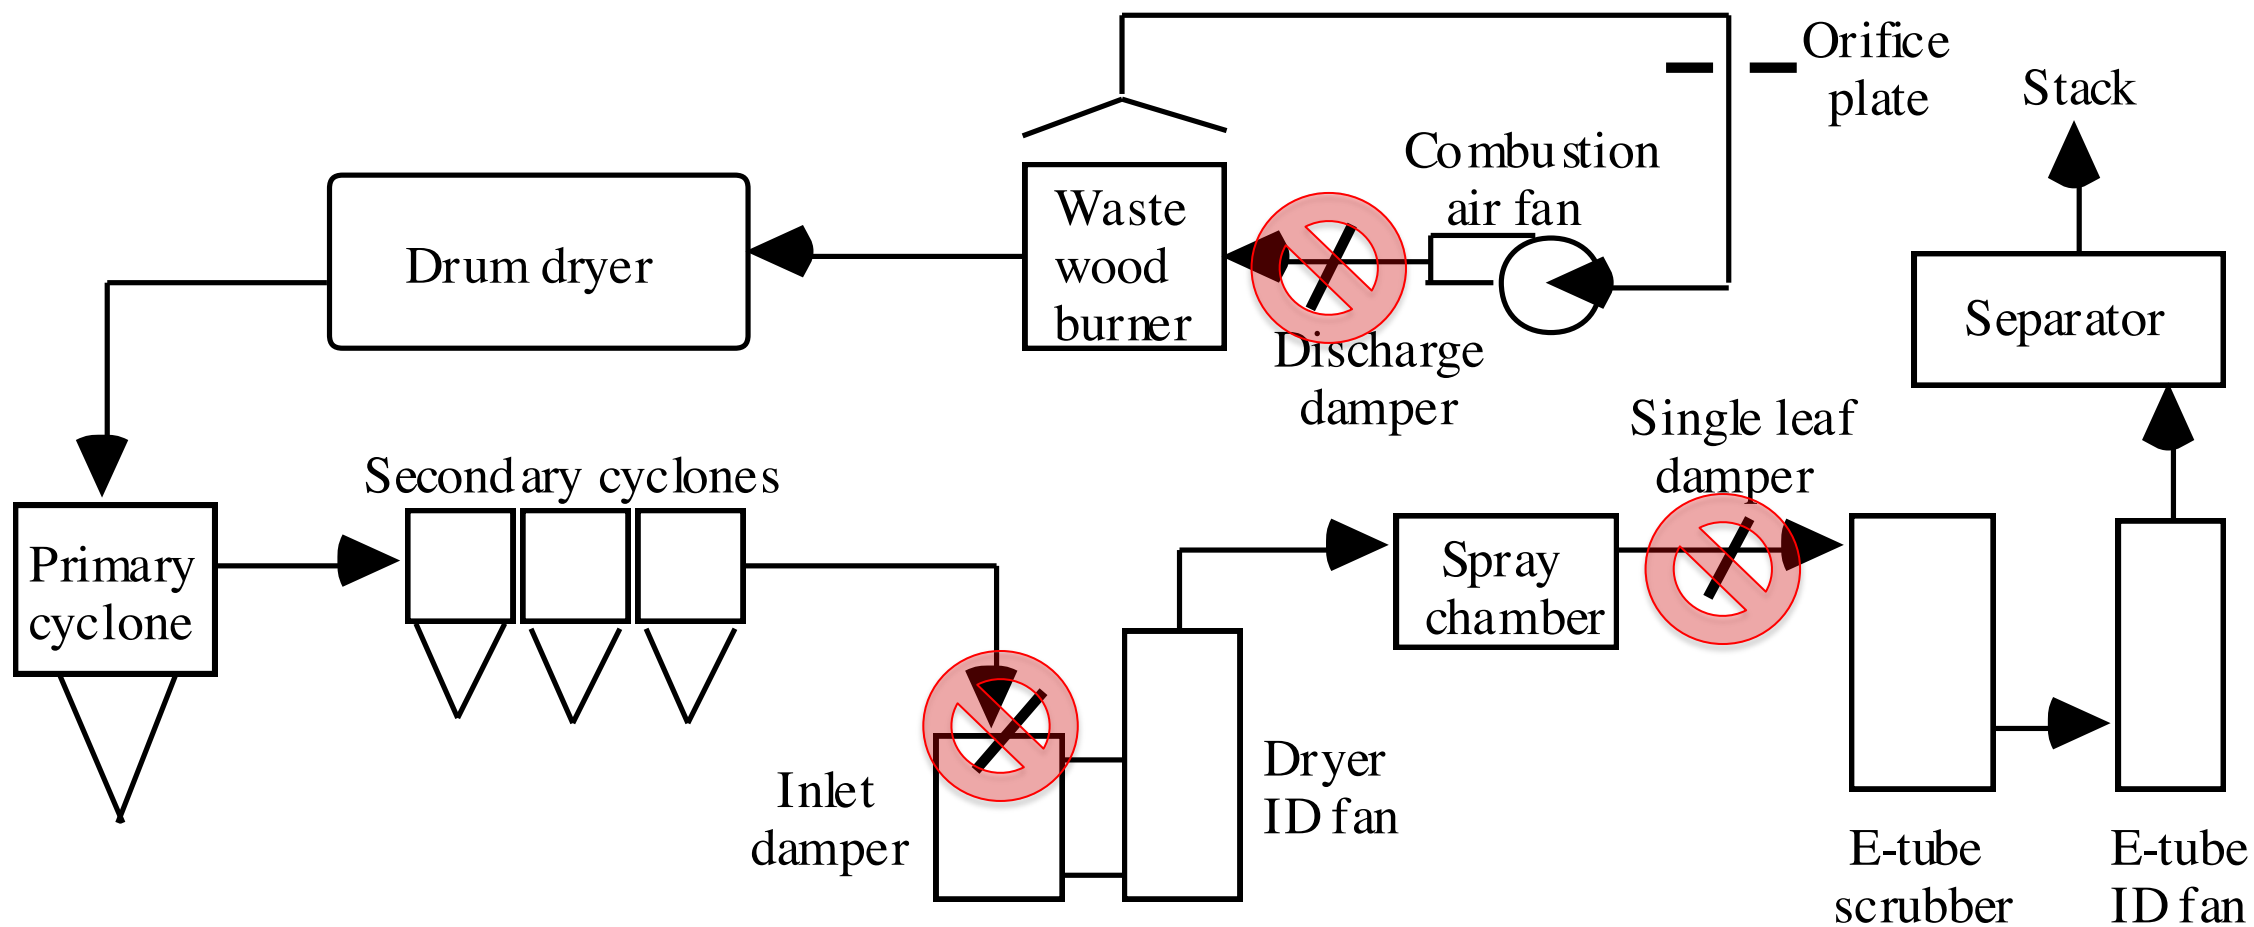 Orifice
plate
Stack
Combustion
air fan
Waste
wood
burner
Drum dryer
Separator
Discharge
damper
Single leaf
damper
Secondary cyclones
Primary
cyclone
Spray
chamber
Inlet
damper
Dryer
ID fan
E-tube
scrubber
E-tube
ID fan